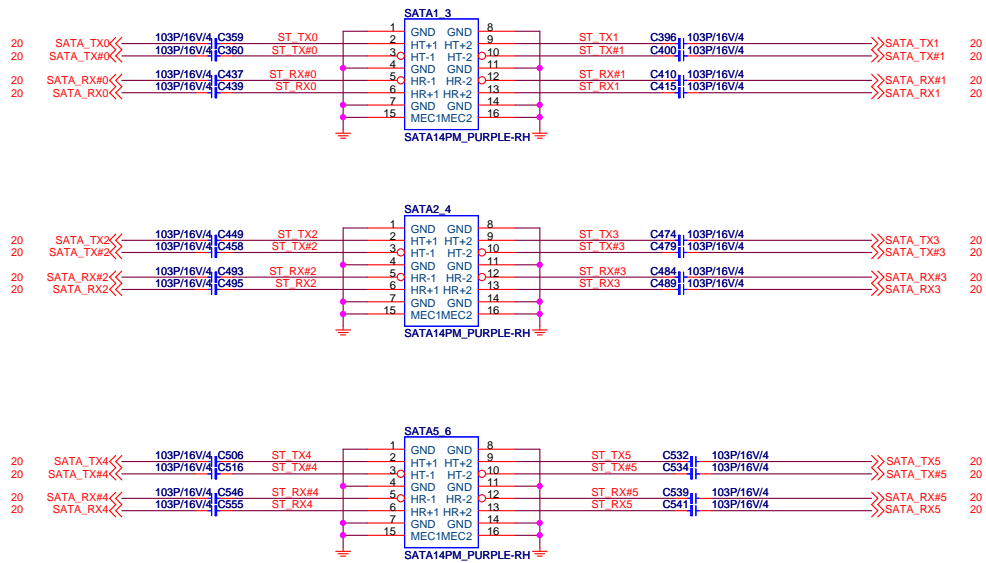 SATA1_3
1 GND GND 8
20 SATA_TX0 103P/16V/4 C359 ST_TX0 2 HT+1 HT+2 9 ST_TX1 C396 103P/16V/4 SATA_TX1 20
20 SATA_TX#0 103P/16V/4 C360 ST_TX#0 3 HT-1 HT-2 10 ST_TX#1 C400 103P/16V/4 SATA_TX#1 20
4 GND GND 11
20 SATA_RX#0 103P/16V/4 C437 ST_RX#0 5 HR-1 HR-2 12 ST_RX#1 C410 103P/16V/4 SATA_RX#1 20
20 SATA_RX0 103P/16V/4 C439 ST_RX0 6 HR+1 HR+2 13 ST_RX1 C415 103P/16V/4 SATA_RX1 20
7 GND GND 14
15 MEC1MEC2 16
SATA14PM_PURPLE-RH
SATA2_4
1 GND GND 8
20 SATA_TX2 103P/16V/4 C449 ST_TX2 2 HT+1 HT+2 9 ST_TX3 C474 103P/16V/4 SATA_TX3 20
20 SATA_TX#2 103P/16V/4 C458 ST_TX#2 3 HT-1 HT-2 10 ST_TX#3 C479 103P/16V/4 SATA_TX#3 20
4 GND GND 11
20 SATA_RX#2 103P/16V/4 C493 ST_RX#2 5 HR-1 HR-2 12 ST_RX#3 C484 103P/16V/4 SATA_RX#3 20
20 SATA_RX2 103P/16V/4 C495 ST_RX2 6 HR+1 HR+2 13 ST_RX3 C489 103P/16V/4 SATA_RX3 20
7 GND GND 14
15 MEC1MEC2 16
SATA14PM_PURPLE-RH
SATA5_6
1 GND GND 8
20 SATA_TX4 103P/16V/4 C506 ST_TX4 2 HT+1 HT+2 9 ST_TX5 C532 103P/16V/4 SATA_TX5 20
20 SATA_TX#4 103P/16V/4 C516 ST_TX#4 3 HT-1 HT-2 10 ST_TX#5 C534 103P/16V/4 SATA_TX#5 20
4 GND GND 11
20 SATA_RX#4 103P/16V/4 C546 ST_RX#4 5 HR-1 HR-2 12 ST_RX#5 C539 103P/16V/4 SATA_RX#5 20
20 SATA_RX4 103P/16V/4 C555 ST_RX4 6 HR+1 HR+2 13 ST_RX5 C541 103P/16V/4 SATA_RX5 20
7 GND GND 14
15 MEC1MEC2 16
SATA14PM_PURPLE-RH